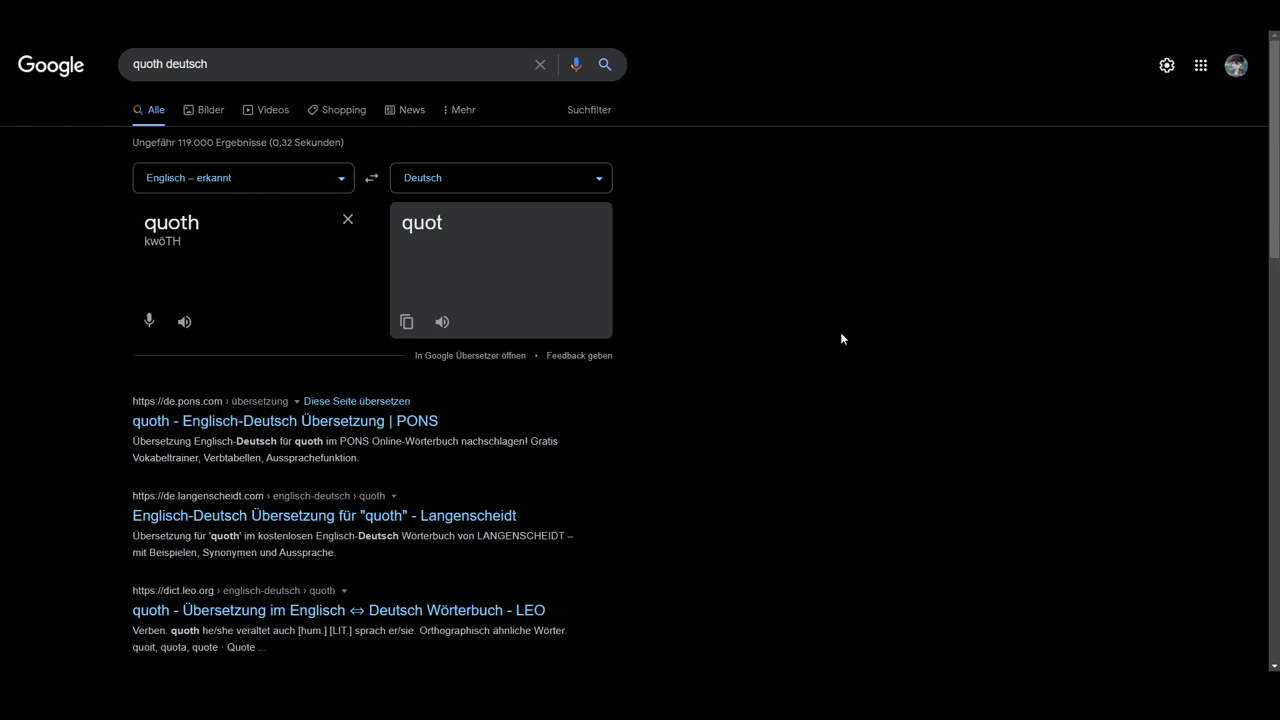 Google
quoth deutsch
Alle Bilder Videos Shopping News Mehr Suchfilter
Ungefähr 119.000 Ergebnisse (0,32 Sekunden)
Englisch – erkannt Deutsch
quoth quot
kwōTH
In Google Übersetzer öffnen • Feedback geben
https://de.pons.com › übersetzung Diese Seite übersetzen
quoth - Englisch-Deutsch Übersetzung | PONS
Übersetzung Englisch-Deutsch für quoth im PONS Online-Wörterbuch nachschlagen! Gratis
Vokabeltrainer, Verbtabellen, Aussprachefunktion.
https://de.langenscheidt.com › englisch-deutsch › quoth
Englisch-Deutsch Übersetzung für "quoth" - Langenscheidt
Übersetzung für 'quoth' im kostenlosen Englisch-Deutsch Wörterbuch von LANGENSCHEIDT –
mit Beispielen, Synonymen und Aussprache.
https://dict.leo.org › englisch-deutsch › quoth
quoth - Übersetzung im Englisch ⇔ Deutsch Wörterbuch - LEO
Verben. quoth he/she veraltet auch [hum.] [LIT.] sprach er/sie. Orthographisch ähnliche Wörter.
quoit, quota, quote · Quote ...